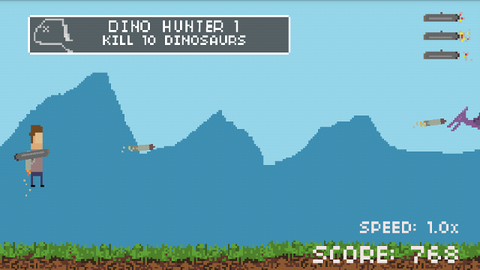 DINO HUNTER 1
KILL 10 DINOSAURS
SPEED: 1.0x
SCORE: 768